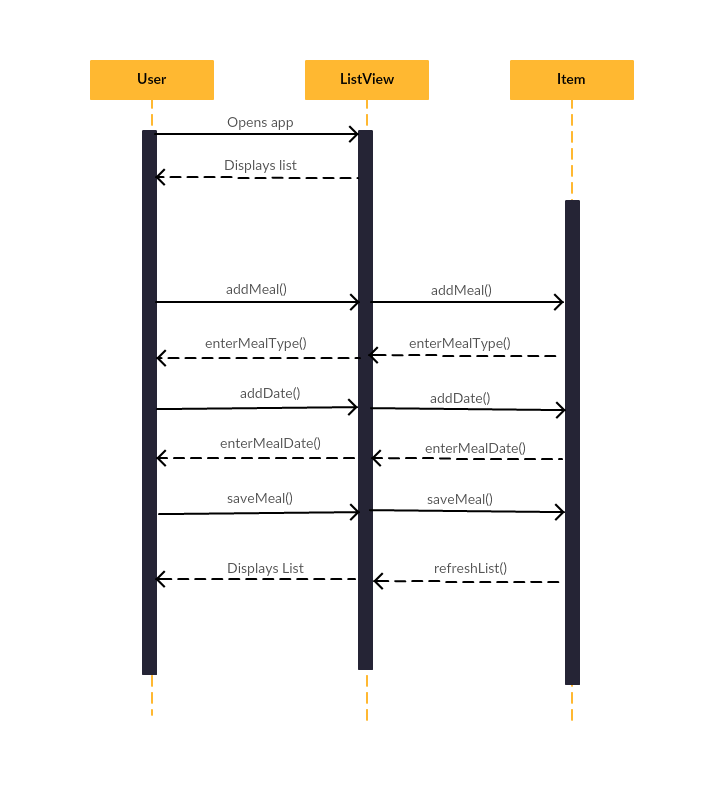 User
ListView
Item
Opens app
Displays list
addMeal()
addMeal()
enterMealType()
enterMealType()
addDate()
addDate()
enterMealDate()
enterMealDate()
saveMeal()
saveMeal()
Displays List
refreshList()